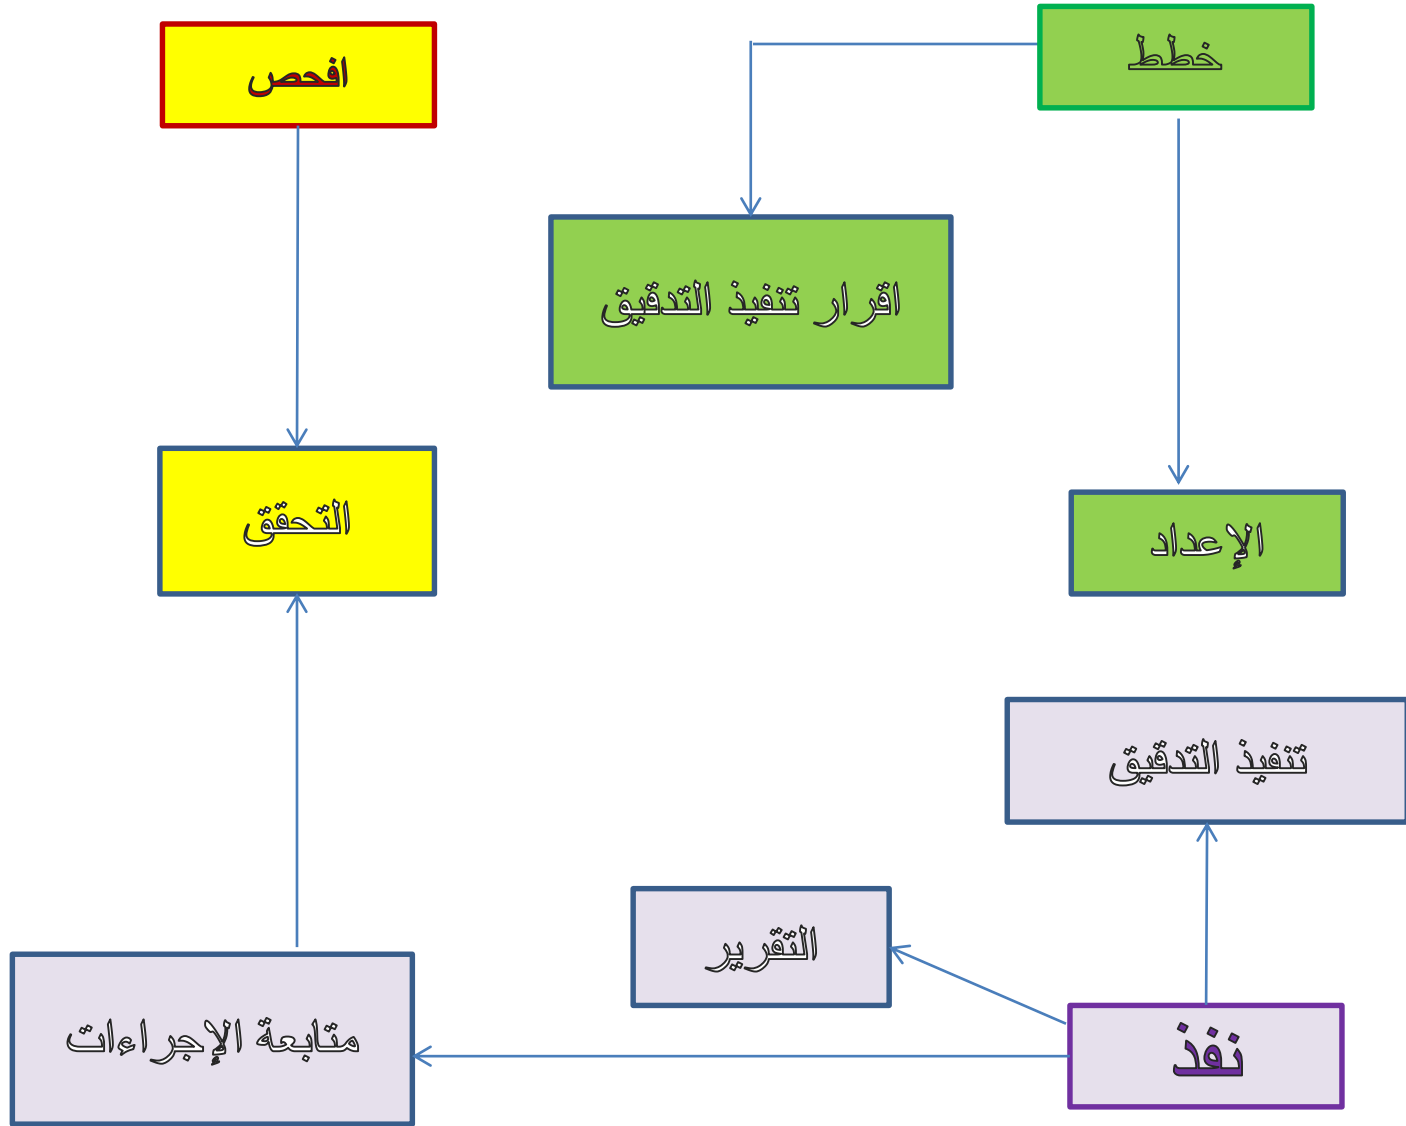 خطط
افحص
اقرار تنفيذ التدقيق
التحقق
الإعداد
تنفيذ التدقيق
التقرير
متابعة الإجراءات
نفذ